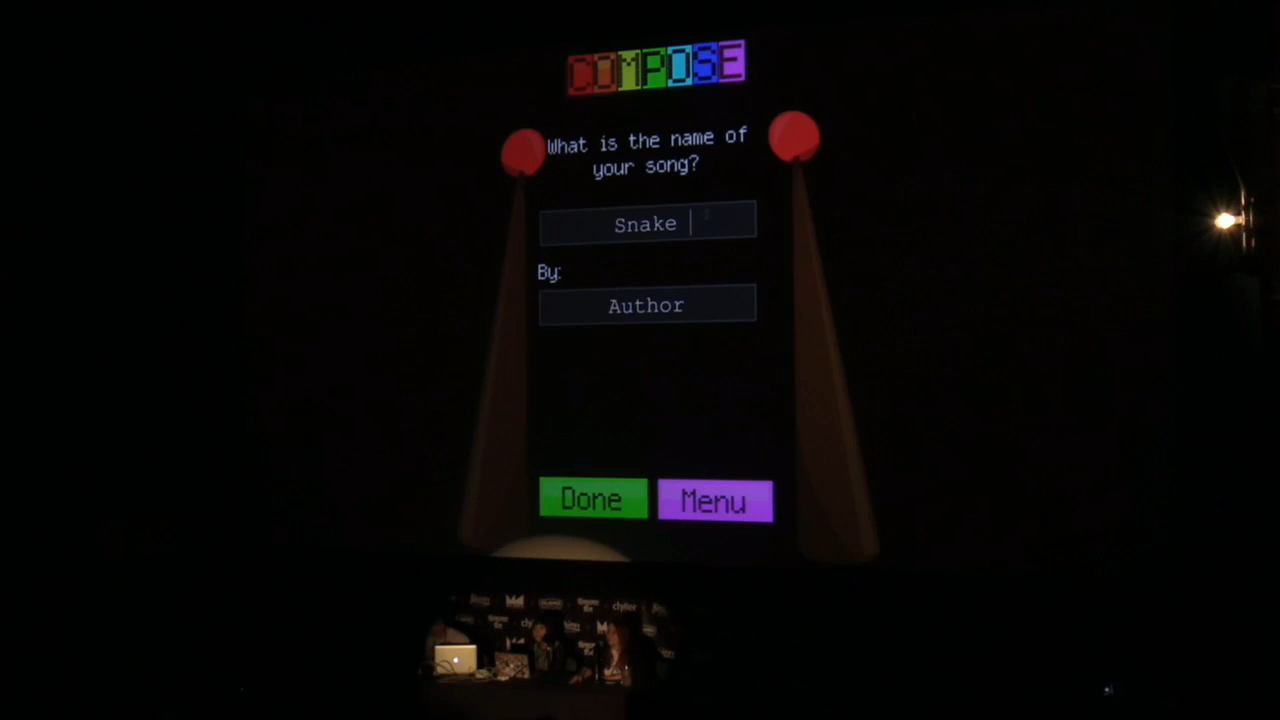 COMPOSE
What is the name of
your song?
Snake
By:
Author
Done
Menu